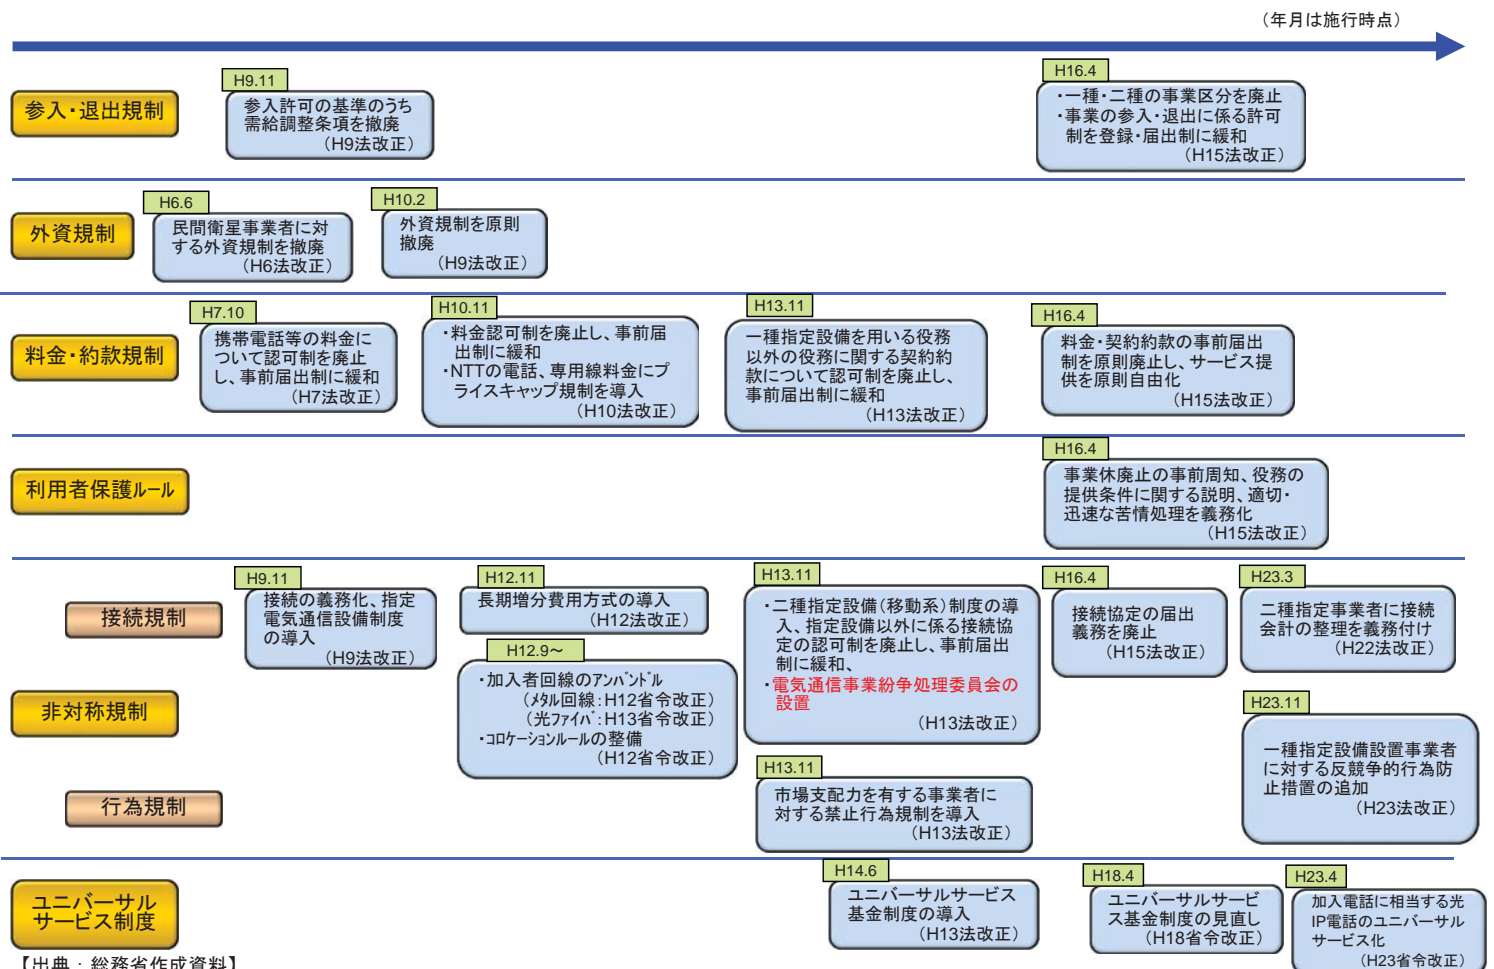 （年月は施行時点）
参入・退出規制
H9.11
参入許可の基準のうち
需給調整条項を撤廃
（H9法改正）
H16.4
・一種・二種の事業区分を廃止
・事業の参入・退出に係る許可
制を登録・届出制に緩和
（H15法改正）
外資規制
H6.6
民間衛星事業者に対
する外資規制を撤廃
（H6法改正）
H10.2
外資規制を原則
撤廃
（H9法改正）
料金・約款規制
H7.10
携帯電話等の料金に
ついて認可制を廃止
し、事前届出制に緩和
（H7法改正）
H10.11
・料金認可制を廃止し、事前届
出制に緩和
・NTTの電話、専用線料金にプ
ライスキャップ規制を導入
（H10法改正）
H13.11
一種指定設備を用いる役務
以外の役務に関する契約約
款について認可制を廃止し、
事前届出制に緩和
（H13法改正）
H16.4
料金・契約約款の事前届出
制を原則廃止し、サービス提
供を原則自由化
（H15法改正）
利用者保護ﾙｰﾙ
H16.4
事業休廃止の事前周知、役務の
提供条件に関する説明、適切・
迅速な苦情処理を義務化
（H15法改正）
接続規制
H9.11
接続の義務化、指定
電気通信設備制度
の導入
（H9法改正）
H12.11
長期増分費用方式の導入
（H12法改正）
H12.9～
・加入者回線のｱﾝﾊﾞﾝﾄﾞﾙ
（ﾒﾀﾙ回線：H12省令改正）
（光ﾌｧｲﾊﾞ：H13省令改正）
・ｺﾛｹｰｼｮﾝﾙｰﾙの整備
（H12省令改正）
H13.11
・二種指定設備（移動系）制度の導
入、指定設備以外に係る接続協
定の認可制を廃止し、事前届出
制に緩和、
・電気通信事業紛争処理委員会の
設置
（H13法改正）
H16.4
接続協定の届出
義務を廃止
（H15法改正）
H23.3
二種指定事業者に接続
会計の整理を義務付け
（H22法改正）
非対称規制
行為規制
H13.11
市場支配力を有する事業者に
対する禁止行為規制を導入
（H13法改正）
H23.11
一種指定設備設置事業者
に対する反競争的行為防
止措置の追加
（H23法改正）
ユニバーサル
サービス制度
H14.6
ユニバーサルサービス
基金制度の導入
（H13法改正）
H18.4
ユニバーサルサービ
ス基金制度の見直し
（H18省令改正）
H23.4
加入電話に相当する光
IP電話のユニバーサル
サービス化
（H23省令改正）
【出典：総務省作成資料】